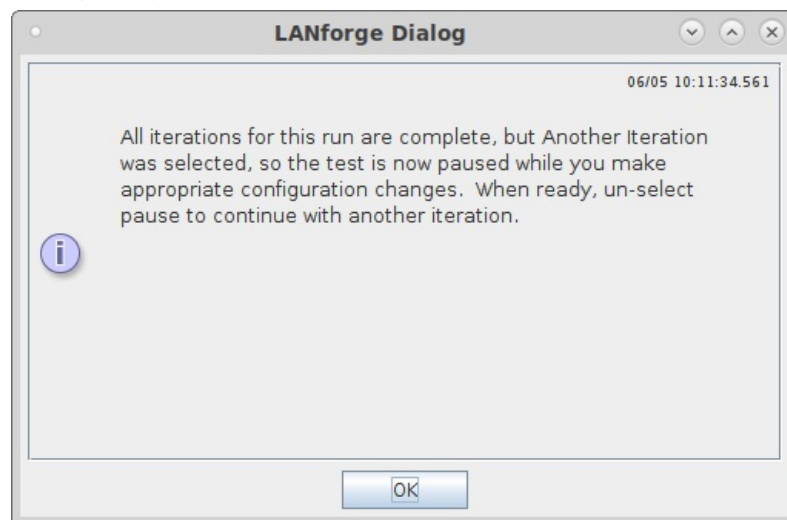 LANforge Dialog
06/05 10:11:34.561
All iterations for this run are complete, but Another Iteration
was selected, so the test is now paused while you make
appropriate configuration changes.  When ready, un-select
pause to continue with another iteration.
i
OK